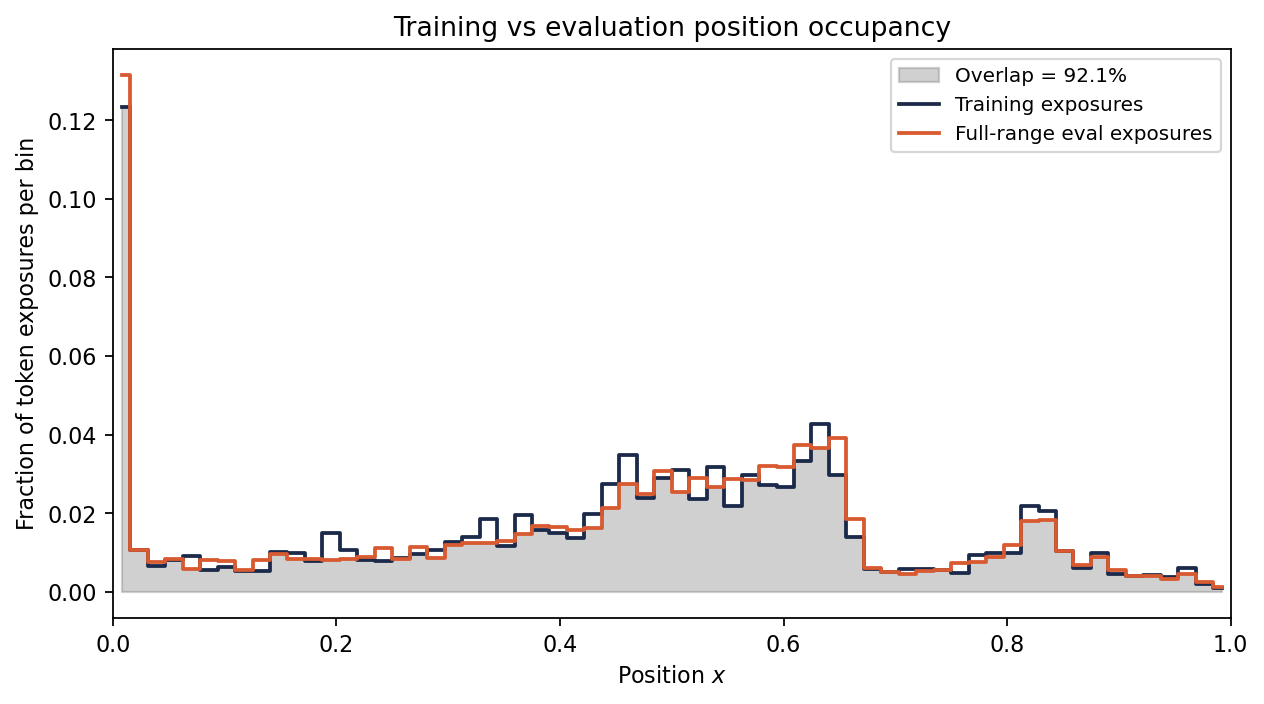 Training vs evaluation position occupancy
Overlap = 92.1%
Training exposures
Full-range eval exposures
Fraction of token exposures per bin
0.12
0.10
0.08
0.06
0.04
0.02
0.00
0.0 0.2 0.4 0.6 0.8 1.0
Position x